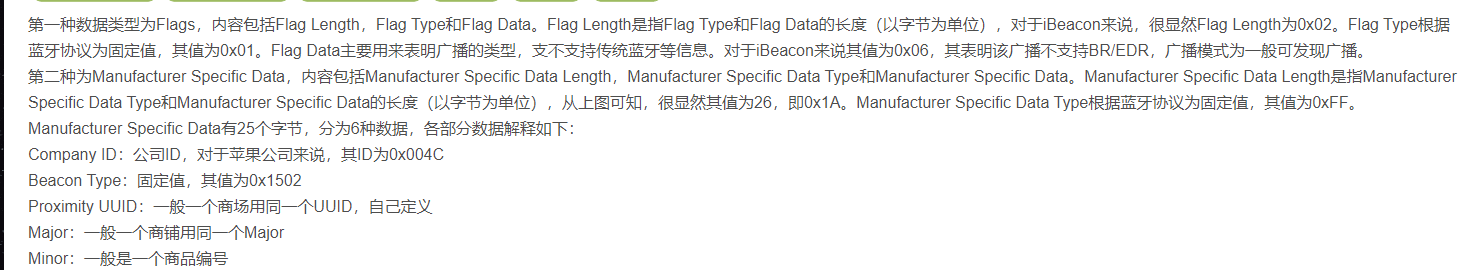 第一种数据类型为Flags，内容包括Flag Length，Flag Type和Flag Data。Flag Length是指Flag Type和Flag Data的长度（以字节为单位），对于iBeacon来说，很显然Flag Length为0x02。Flag Type根据
蓝牙协议为固定值，其值为0x01。Flag Data主要用来表明广播的类型，支不支持传统蓝牙等信息。对于iBeacon来说其值为0x06，其表明该广播不支持BR/EDR，广播模式为一般可发现广播。
第二种为Manufacturer Specific Data，内容包括Manufacturer Specific Data Length，Manufacturer Specific Data Type和Manufacturer Specific Data。Manufacturer Specific Data Length是指Manufacturer
Specific Data Type和Manufacturer Specific Data的长度（以字节为单位），从上图可知，很显然其值为26，即0x1A。Manufacturer Specific Data Type根据蓝牙协议为固定值，其值为0xFF。
Manufacturer Specific Data有25个字节，分为6种数据，各部分数据解释如下：
Company ID：公司ID，对于苹果公司来说，其ID为0x004C
Beacon Type：固定值，其值为0x1502
Proximity UUID：一般一个商场用同一个UUID，自己定义
Major：一般一个商铺用同一个Major
Minor：一般是一个商品编号